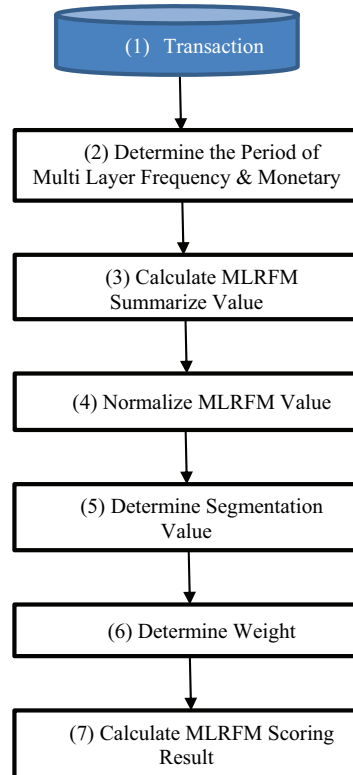 (1) Transaction
(2) Determine the Period of
Multi Layer Frequency & Monetary
(3) Calculate MLRFM
Summarize Value
(4) Normalize MLRFM Value
(5) Determine Segmentation
Value
(6) Determine Weight
(7) Calculate MLRFM Scoring
Result